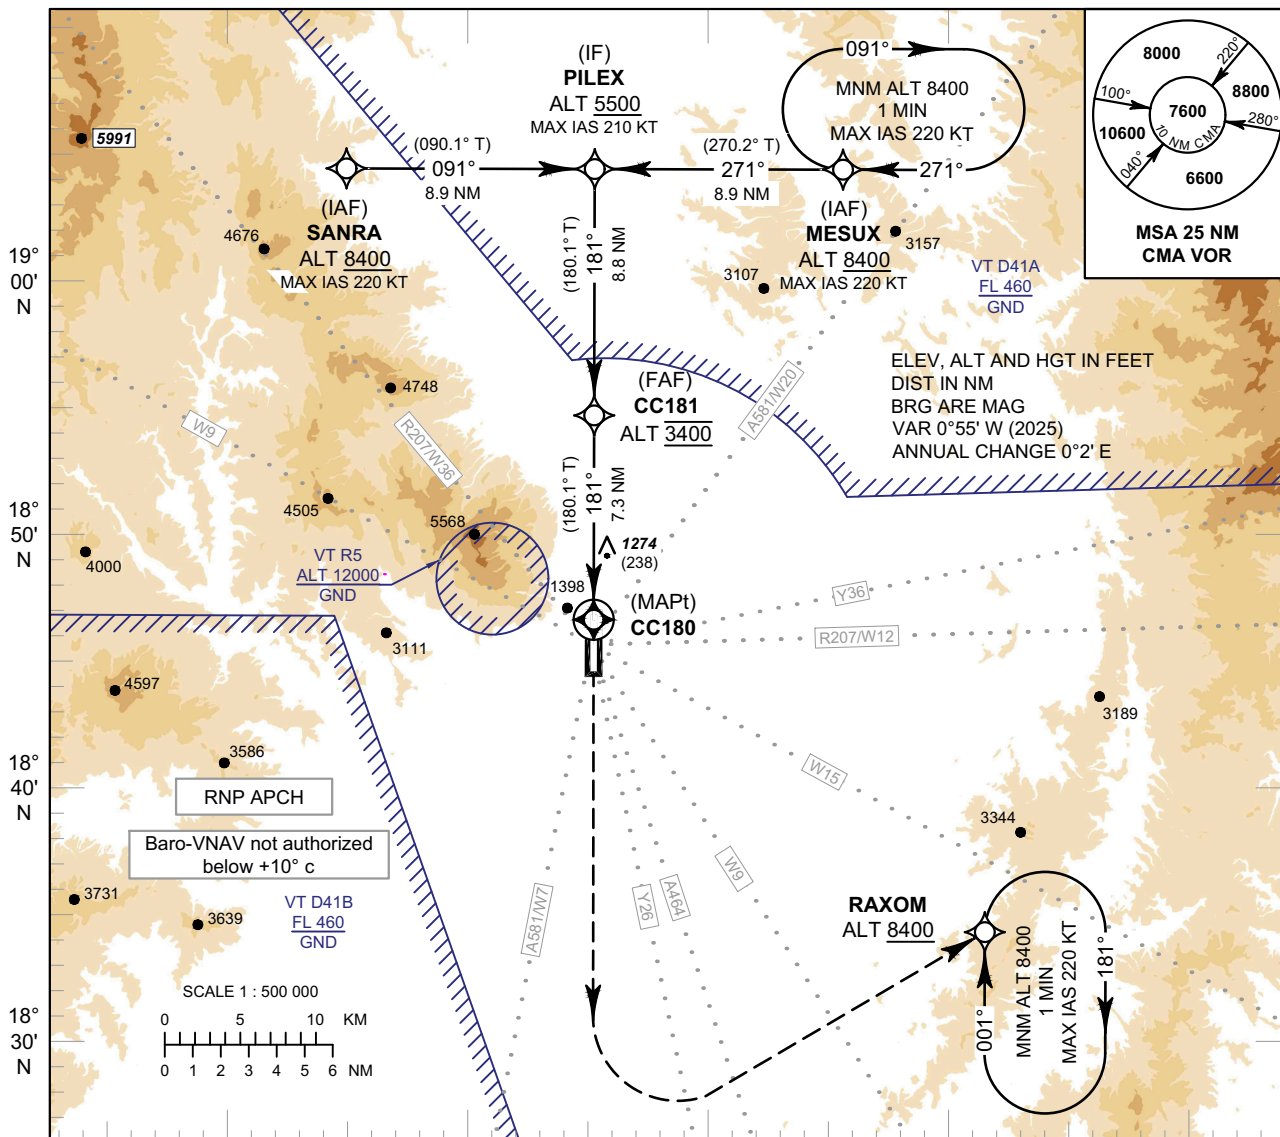 (IF)
PILEX
ALT 5500
MAX IAS 210 KT
091°
MNM ALT 8400
1 MIN
MAX IAS 220 KT
271°
8000
220°
8800
100°
7600
280°
10600
70 NM CMA
040°
6600
MSA 25 NM
CMA VOR
5991
(090.1° T)
091°
8.9 NM
(270.2° T)
271°
8.9 NM
(IAF)
SANRA
ALT 8400
MAX IAS 220 KT
(IAF)
MESUX
ALT 8400
MAX IAS 220 KT
4676
3157
3107
(180.1° T)
181°
8.8 NM
VT D41A
FL 460
GND
19°
00'
N
ELEV, ALT AND HGT IN FEET
DIST IN NM
BRG ARE MAG
VAR 0°55' W (2025)
ANNUAL CHANGE 0°2' E
4748
(FAF)
CC181
ALT 3400
A581/W20
W9
R207/W36
(180.1° T)
181°
7.3 NM
4505
5568
18°
50'
N
4000
VT R5
ALT 12000
GND
1274
(238)
1398
(MAPt)
CC180
Y36
R207/W12
3111
4597
3189
3586
18°
40'
N
RNP APCH
W15
Baro-VNAV not authorized
below +10° c
3344
3731
3639
VT D41B
FL 460
GND
A581/W7
Y26
A464
W9
RAXOM
ALT 8400
001°
MNM ALT 8400
1 MIN
MAX IAS 220 KT
181°
SCALE 1 : 500 000
0 5 10 KM
0 1 2 3 4 5 6 NM
18°
30'
N